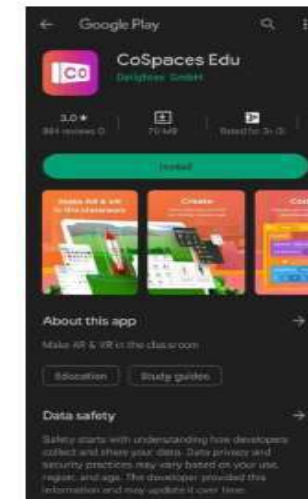 Google Play
CO
CoSpaces Edu
Delightex GmbH
3.0★
884 reviews
70 MB
Rated for 3+
Install
Make AR & VR
in the classroom
Create
About this app
Make AR & VR in the classroom
Education
Study guides
Data safety
Safety starts with understanding how developers
collect and share your data. Data privacy and
security practices may vary based on your use,
region, and age. The developer provided this
information and may update it over time.